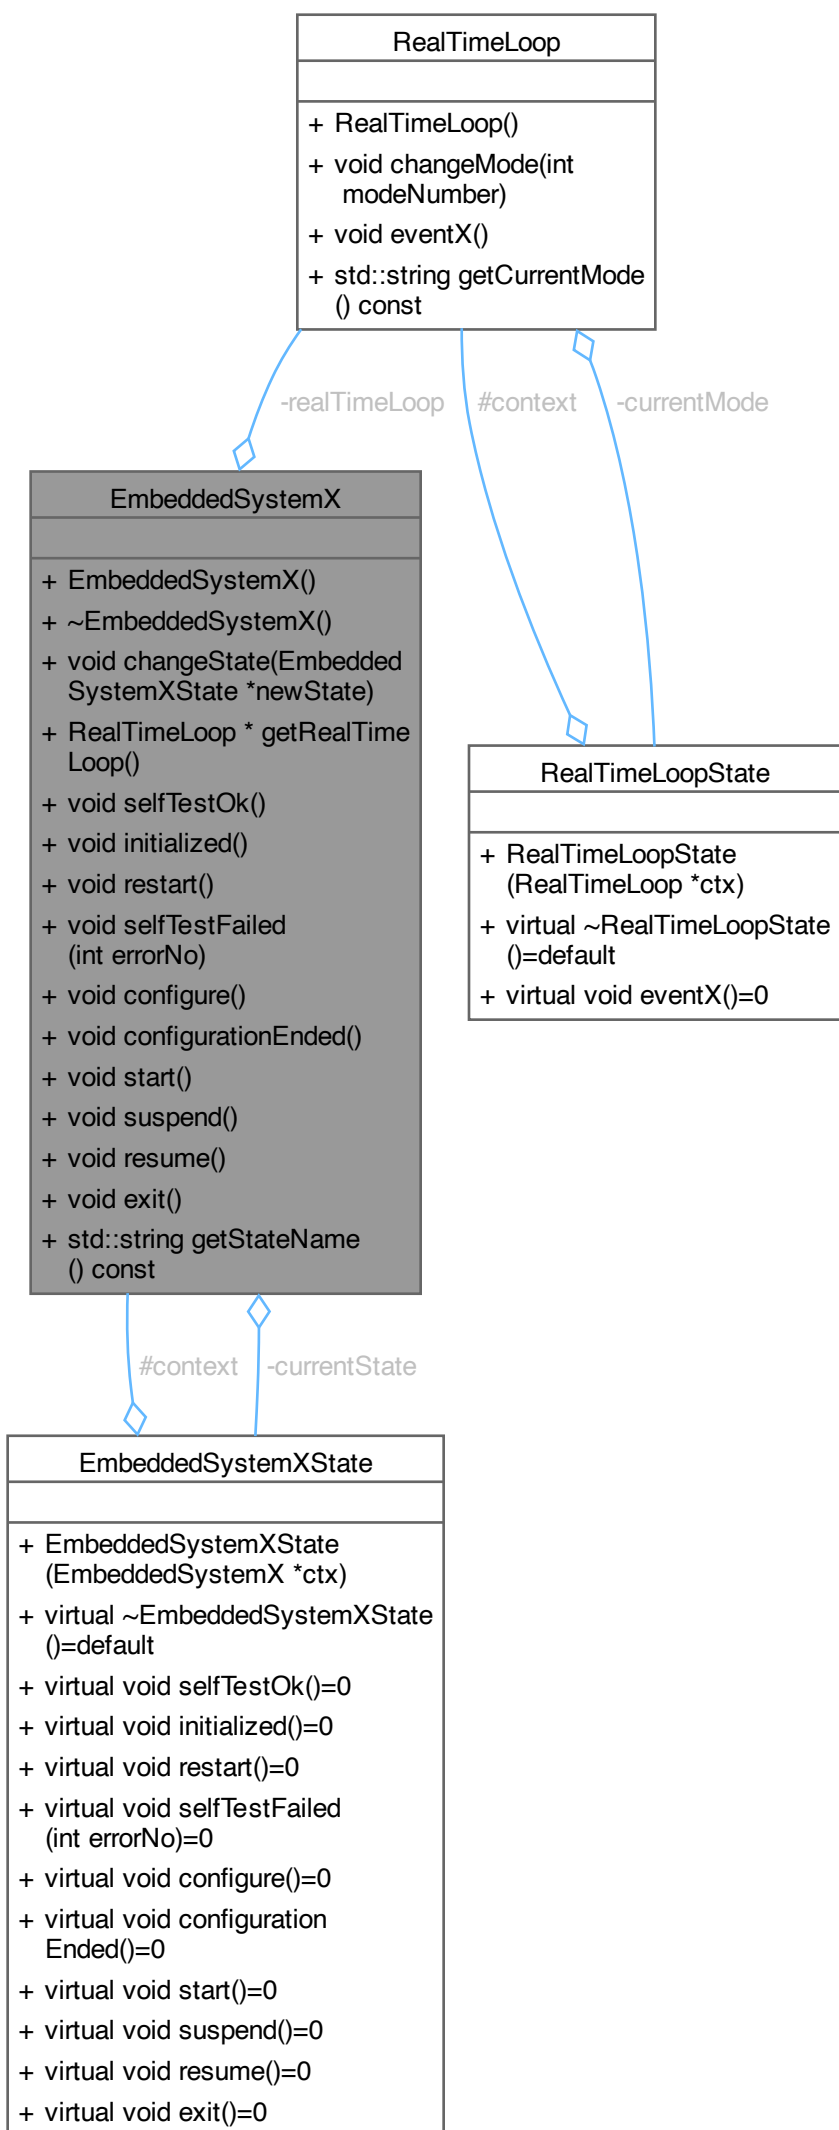 RealTimeLoop
+ RealTimeLoop()
+ void changeMode(int
modeNumber)
+ void eventX()
+ std::string getCurrentMode
() const
-realTimeLoop
#context
-currentMode
EmbeddedSystemX
+ EmbeddedSystemX()
+ ~EmbeddedSystemX()
+ void changeState(Embedded
SystemXState *newState)
+ RealTimeLoop * getRealTime
Loop()
+ void selfTestOk()
+ void initialized()
+ void restart()
+ void selfTestFailed
(int errorNo)
+ void configure()
+ void configurationEnded()
+ void start()
+ void suspend()
+ void resume()
+ void exit()
+ std::string getStateName
() const
RealTimeLoopState
+ RealTimeLoopState
(RealTimeLoop *ctx)
+ virtual ~RealTimeLoopState
()=default
+ virtual void eventX()=0
#context
-currentState
EmbeddedSystemXState
+ EmbeddedSystemXState
(EmbeddedSystemX *ctx)
+ virtual ~EmbeddedSystemXState
()=default
+ virtual void selfTestOk()=0
+ virtual void initialized()=0
+ virtual void restart()=0
+ virtual void selfTestFailed
(int errorNo)=0
+ virtual void configure()=0
+ virtual void configuration
Ended()=0
+ virtual void start()=0
+ virtual void suspend()=0
+ virtual void resume()=0
+ virtual void exit()=0